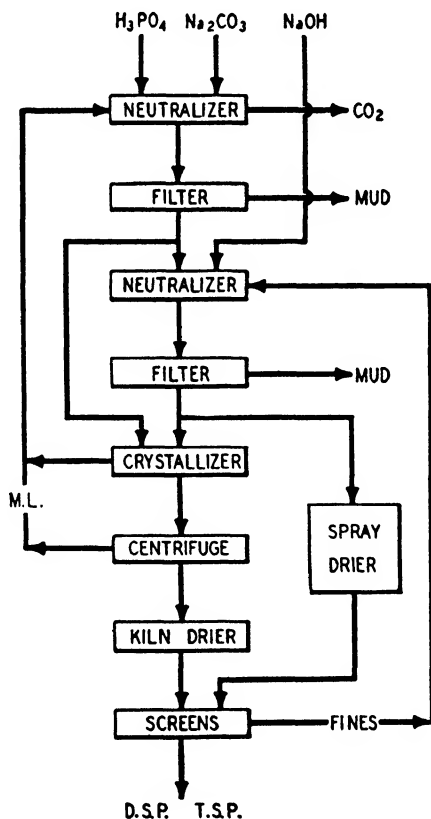 H₃PO₄ Na₂CO₃ NaOH
NEUTRALIZER CO₂
FILTER MUD
NEUTRALIZER
FILTER MUD
CRYSTALLIZER
M.L.
CENTRIFUGE
SPRAY
DRIER
KILN DRIER
SCREENS FINES
D.S.P. T.S.P.